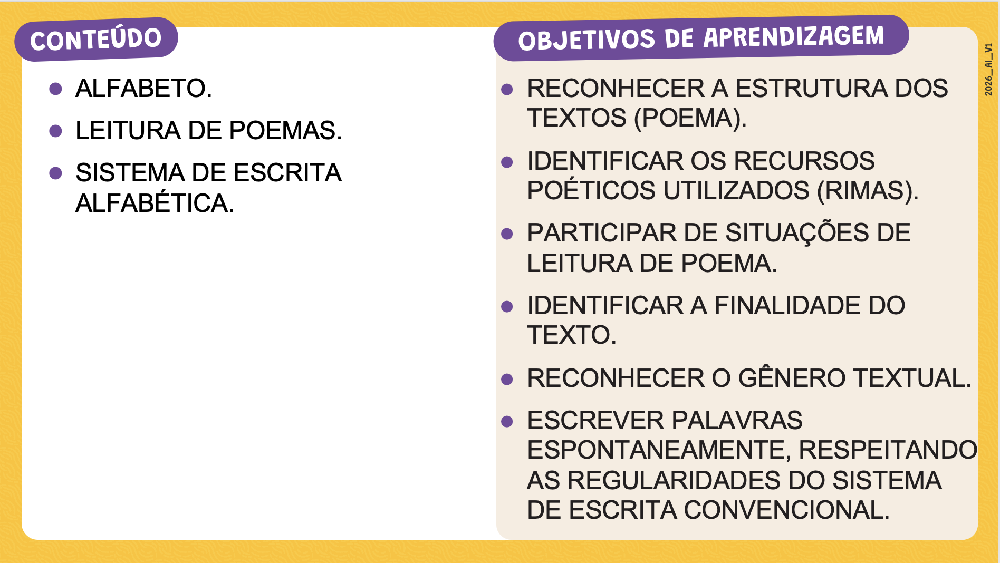 CONTEÚDO
ALFABETO.
LEITURA DE POEMAS.
SISTEMA DE ESCRITA
ALFABÉTICA.
OBJETIVOS DE APRENDIZAGEM
RECONHECER A ESTRUTURA DOS
TEXTOS (POEMA).
IDENTIFICAR OS RECURSOS
POÉTICOS UTILIZADOS (RIMAS).
PARTICIPAR DE SITUAÇÕES DE
LEITURA DE POEMA.
IDENTIFICAR A FINALIDADE DO
TEXTO.
RECONHECER O GÊNERO TEXTUAL.
ESCREVER PALAVRAS
ESPONTANEAMENTE, RESPEITANDO
AS REGULARIDADES DO SISTEMA
DE ESCRITA CONVENCIONAL.
2026_AI_V1